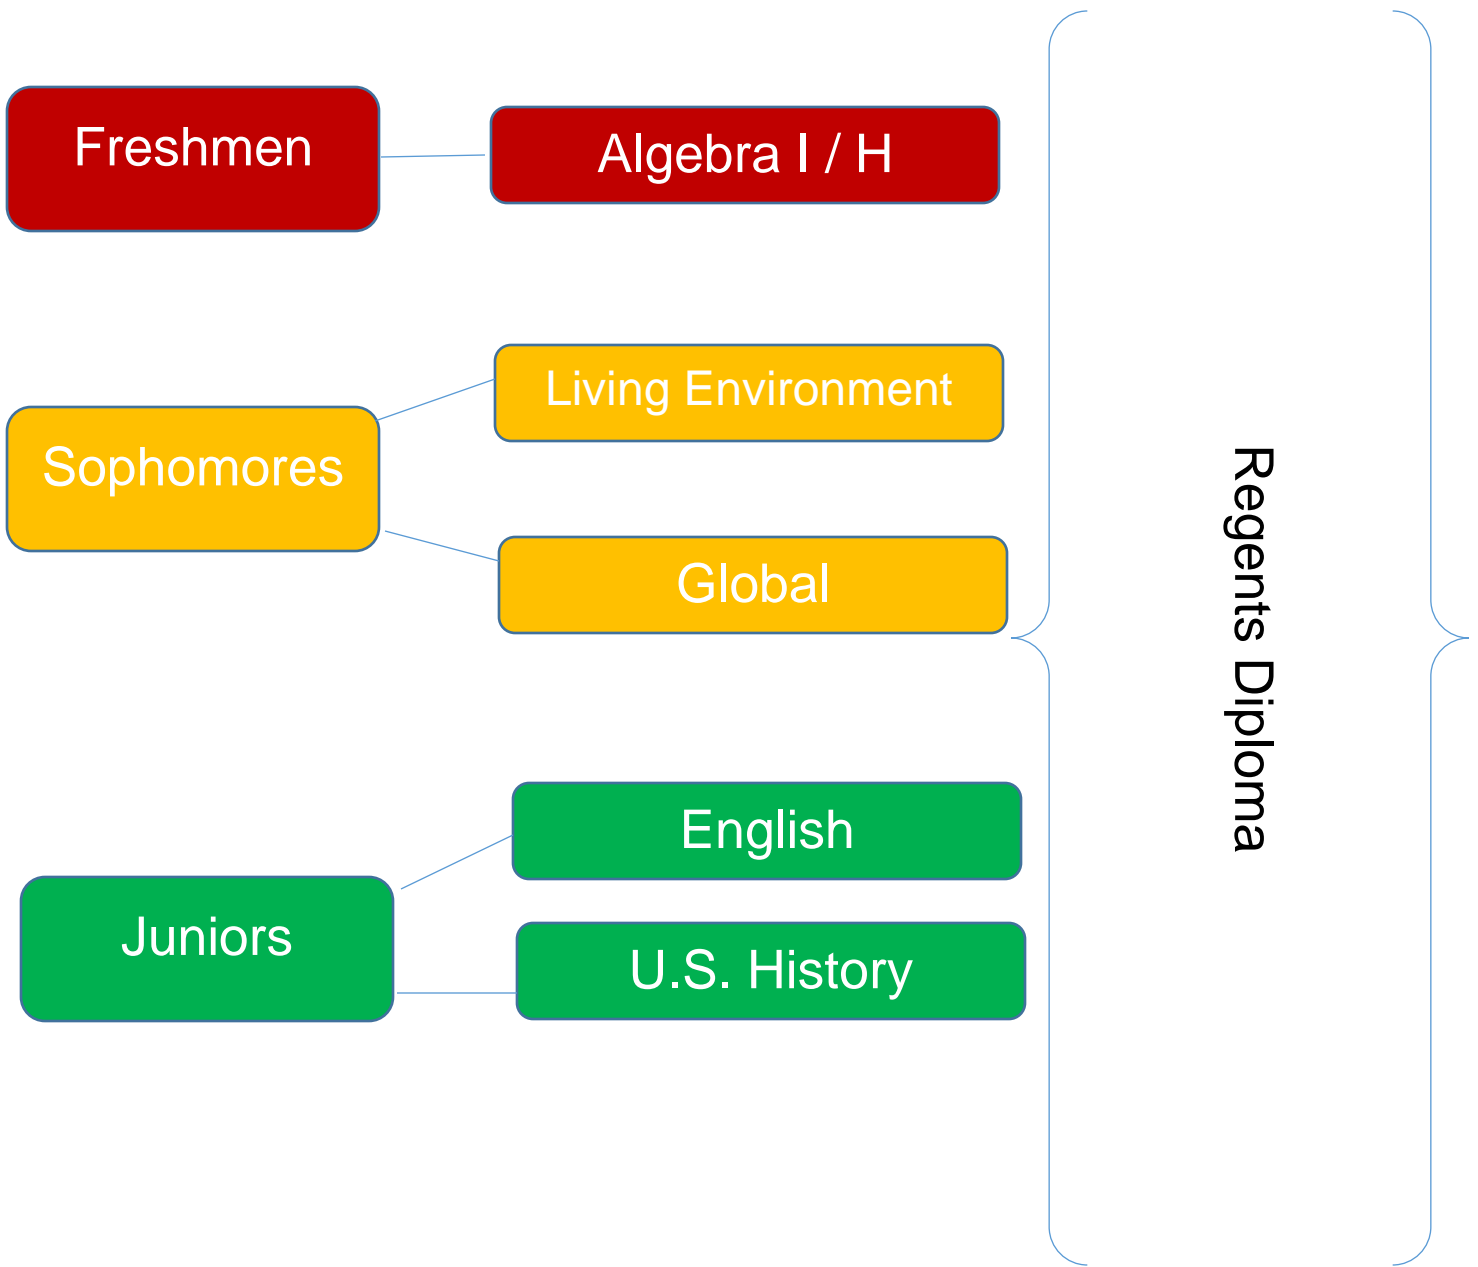 Freshmen
Algebra I / H
Sophomores
Living Environment
Global
Juniors
English
U.S. History
Regents Diploma